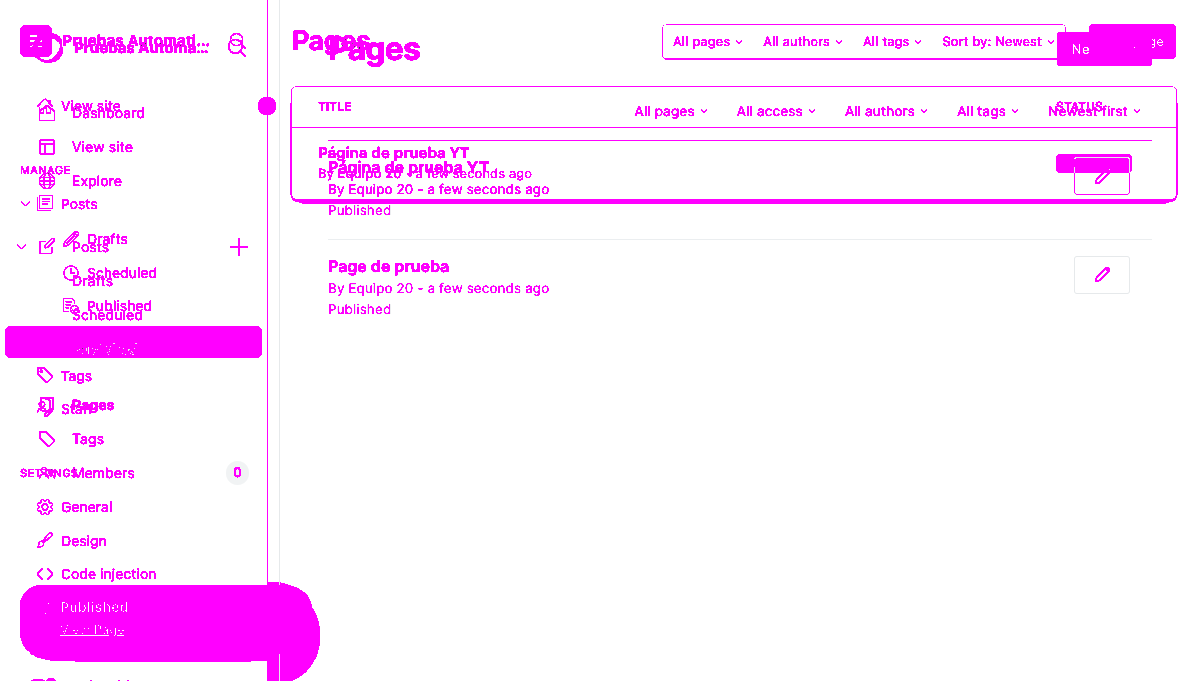 Pruebas Automati...
Pruebas Automa...
View site
Dashboard
View site
MANAGE
Explore
Posts
Drafts
Posts
Scheduled
Drafts
Published
Scheduled
Tags
Pages
Staff
Tags
SETTINGS
Members
0
General
Design
Code injection
Published
View Page
Pages
Pages
All pages
All authors
All tags
Sort by: Newest
TITLE
STATUS
All pages
All access
All authors
All tags
Newest first
Página de prueba YT
By Equipo 20 - a few seconds ago
Página de prueba YT
By Equipo 20 - a few seconds ago
Published
Page de prueba
By Equipo 20 - a few seconds ago
Published